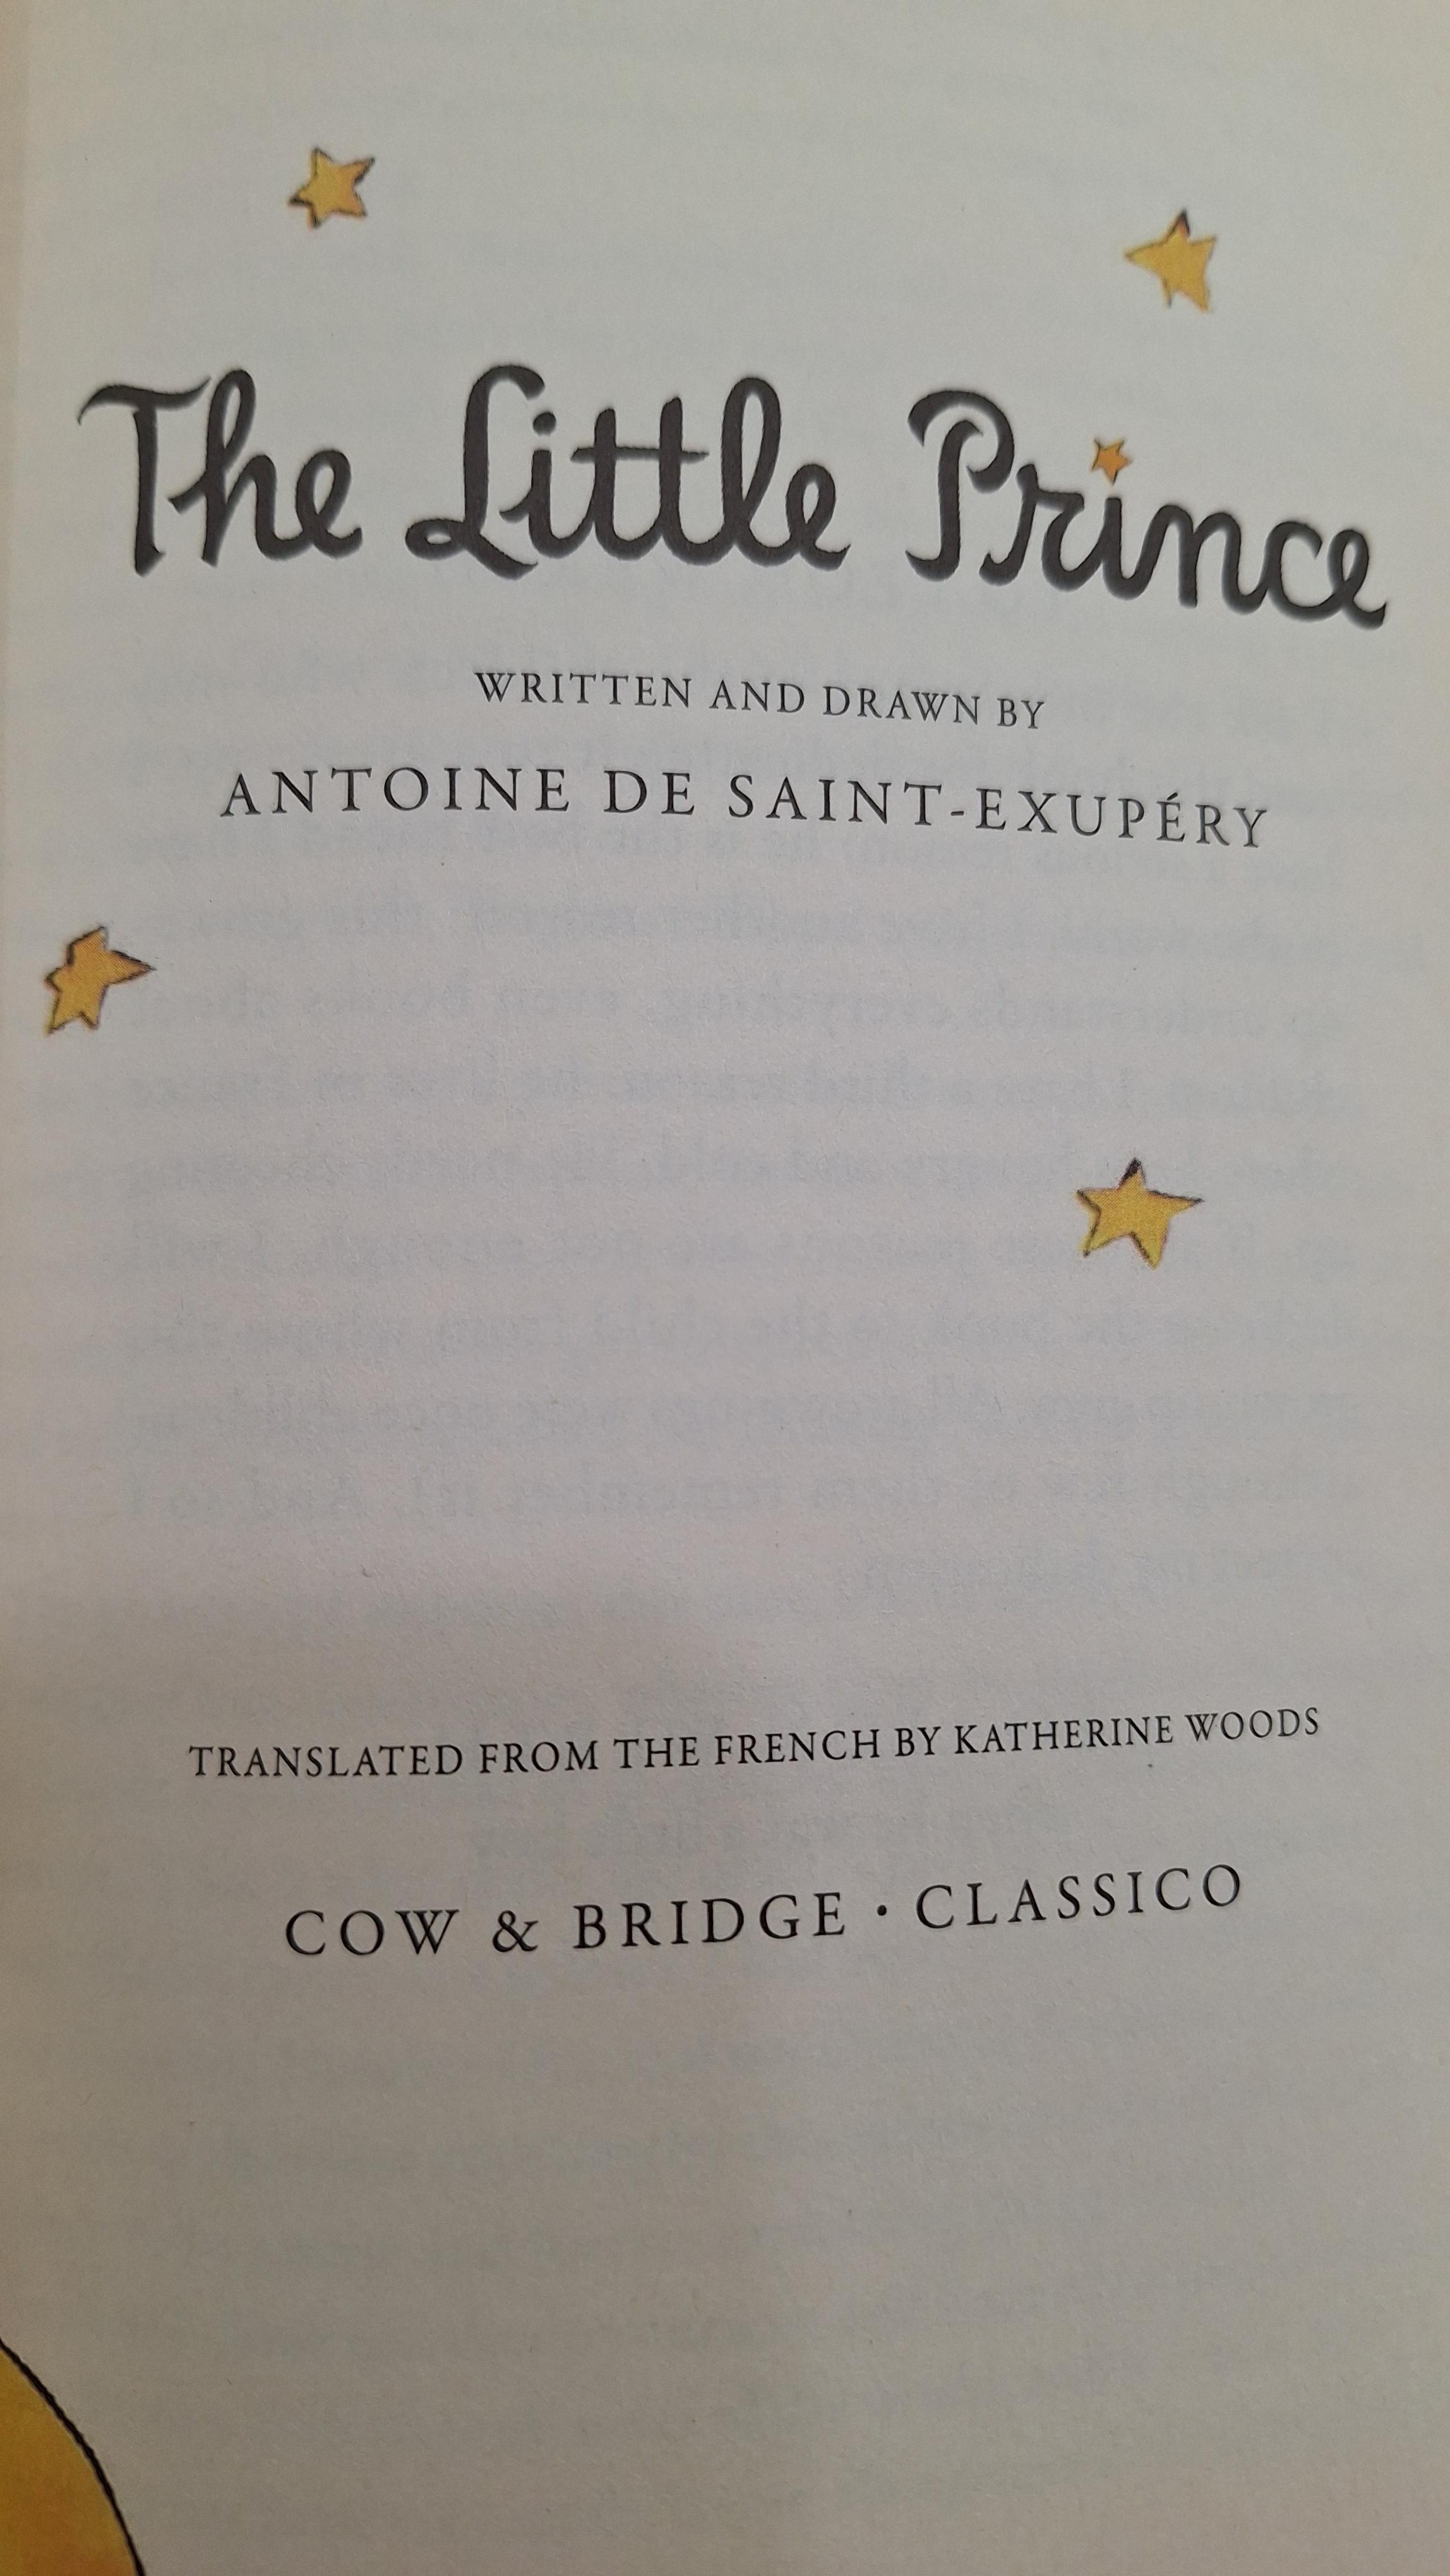 The Little Prince
WRITTEN AND DRAWN BY
ANTOINE DE SAINT-EXUPÉRY
TRANSLATED FROM THE FRENCH BY KATHERINE WOODS
COW & BRIDGE • CLASSICO